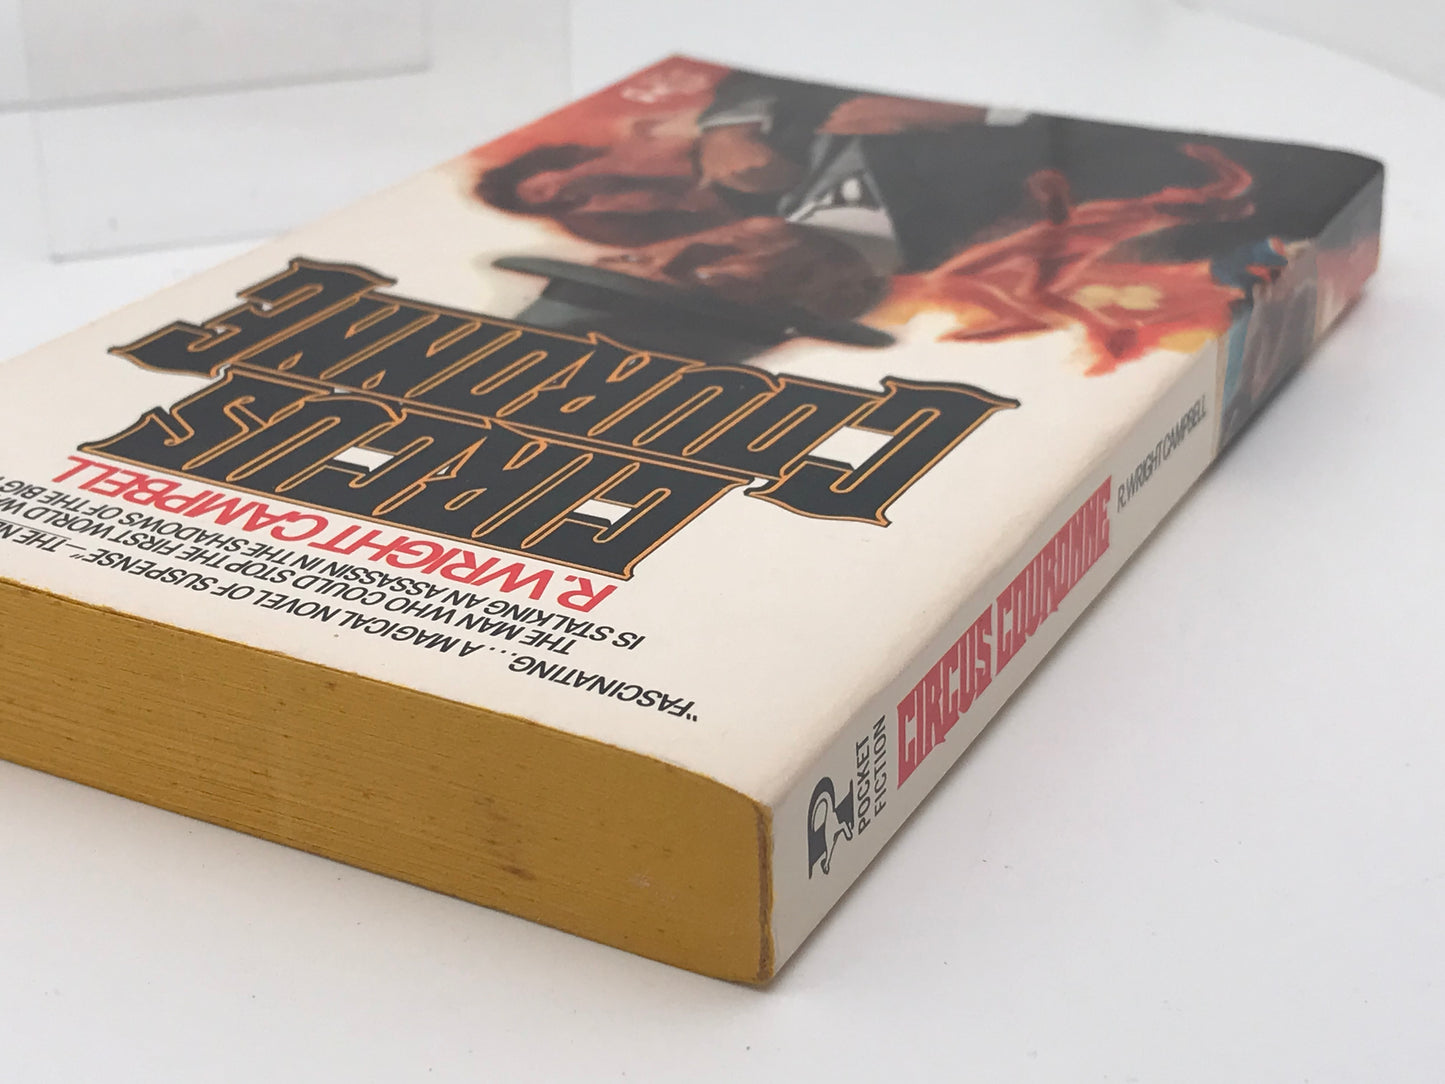 "FASCINATING... A MAGICAL NOVEL OF SUSPENSE"—THE
THE MAN WHO COULD STOP THE FIRST WORLD
IS STALKING AN ASSASSIN IN THE SHADOWS OF THE BIG
R. WRIGHT CAMPBELL
CIRCUS
COURONNE
POCKET
FICTION
CIRCUS COURONNE
R. WRIGHT CAMPBELL